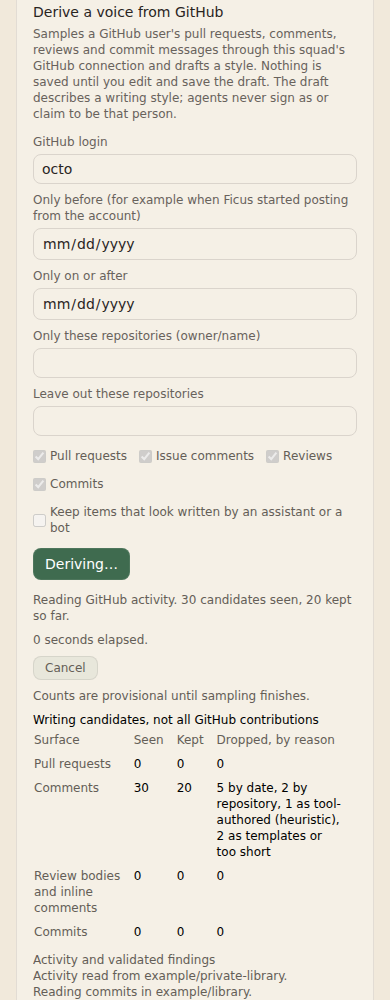 Derive a voice from GitHub
Samples a GitHub user's pull requests, comments,
reviews and commit messages through this squad's
GitHub connection and drafts a style. Nothing is
saved until you edit and save the draft. The draft
describes a writing style; agents never sign as or
claim to be that person.
GitHub login
octo
Only before (for example when Ficus started posting
from the account)
mm/dd/yyyy
Only on or after
mm/dd/yyyy
Only these repositories (owner/name)
Leave out these repositories
Pull requests Issue comments Reviews
Commits
Keep items that look written by an assistant or a
bot
Deriving...
Reading GitHub activity. 30 candidates seen, 20 kept
so far.
0 seconds elapsed.
Cancel
Counts are provisional until sampling finishes.
Writing candidates, not all GitHub contributions
Surface Seen Kept Dropped, by reason
Pull requests 0 0 0
Comments 30 20 5 by date, 2 by
repository, 1 as tool-
authored (heuristic),
2 as templates or
too short
Review bodies 0 0 0
and inline
comments
Commits 0 0 0
Activity and validated findings
Activity read from example/private-library.
Reading commits in example/library.